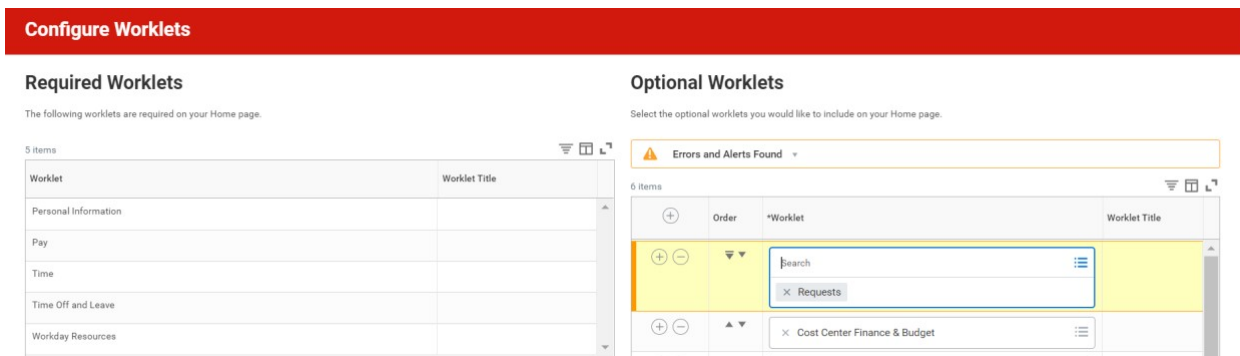 Configure Worklets
Required Worklets
The following worklets are required on your Home page.
5 items
Worklet Worklet Title
Personal Information
Pay
Time
Time Off and Leave
Workday Resources
Optional Worklets
Select the optional worklets you would like to include on your Home page.
Errors and Alerts Found
6 items
Order *Worklet Worklet Title
Search
× Requests
× Cost Center Finance & Budget